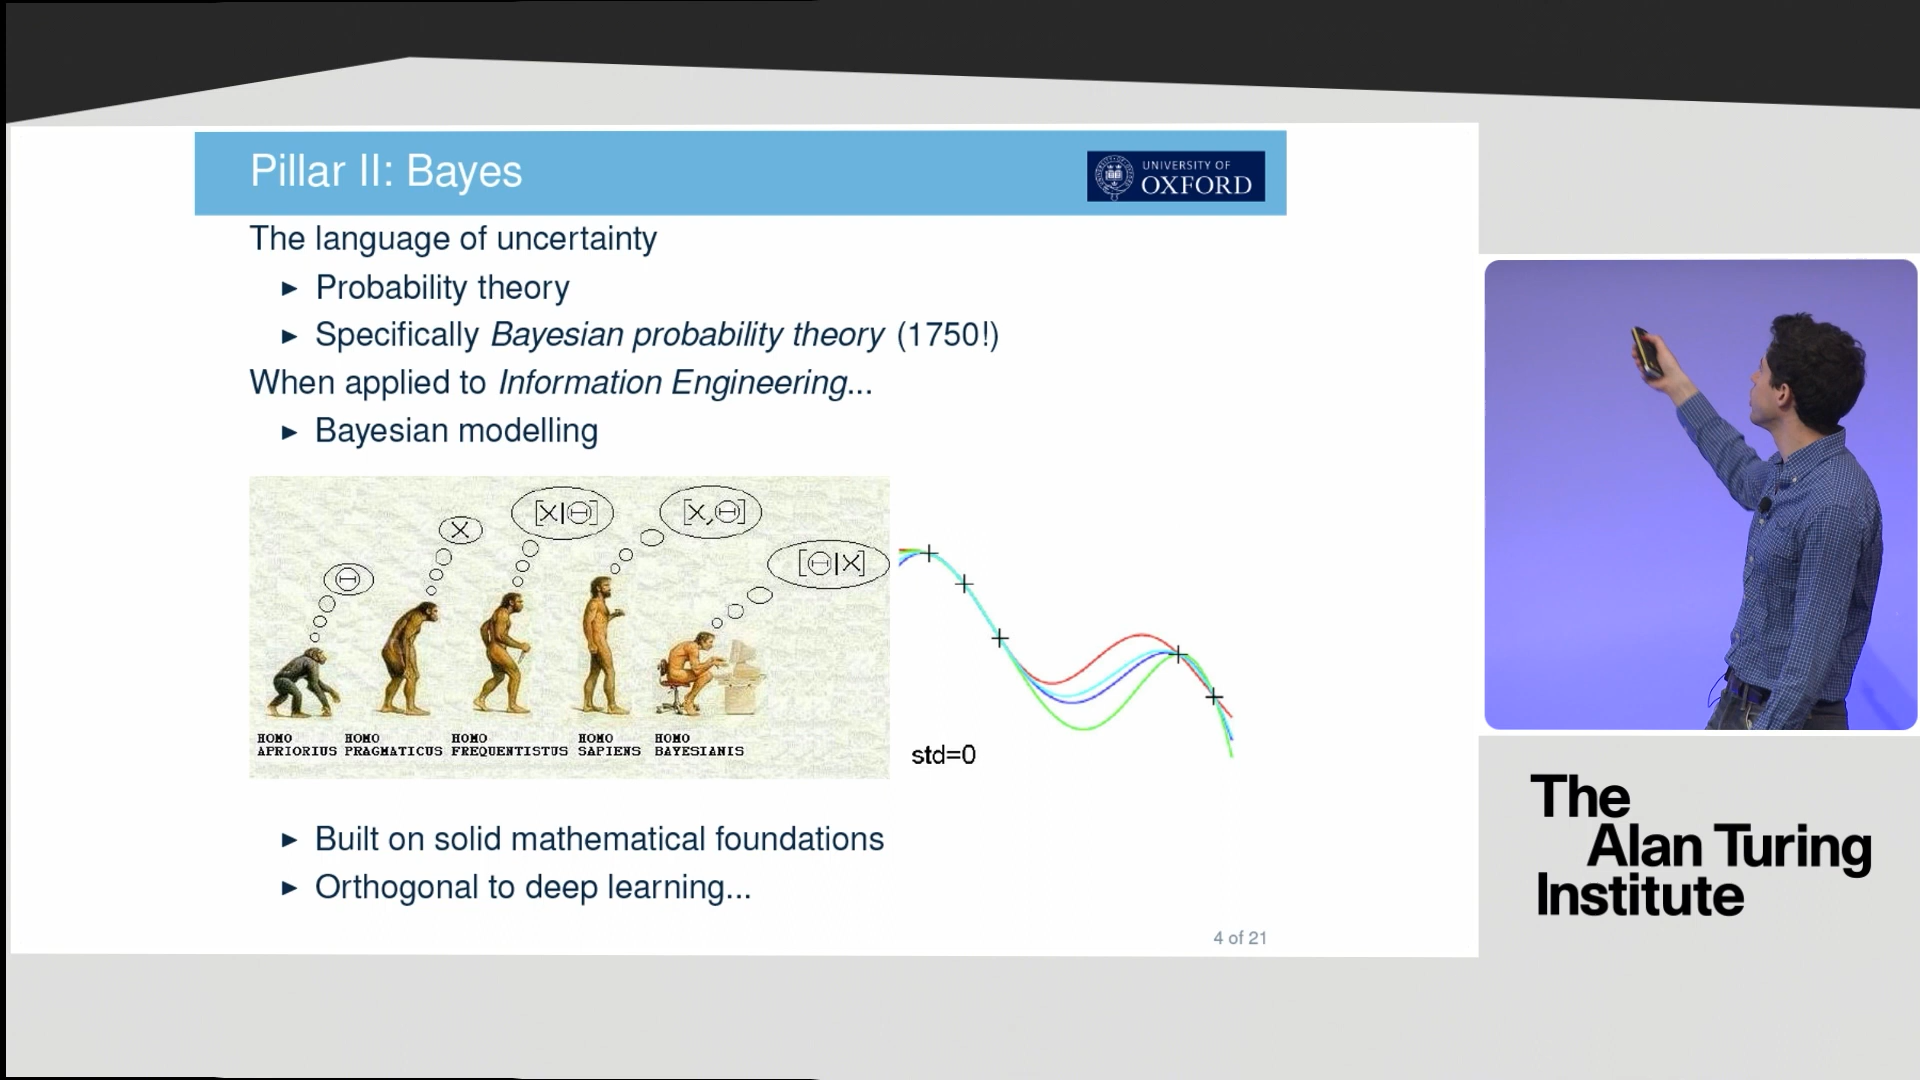 Pillar II: Bayes
UNIVERSITY OF
OXFORD
The language of uncertainty
► Probability theory
► Specifically Bayesian probability theory (1750!)
When applied to Information Engineering...
► Bayesian modelling
Θ
X
[X|Θ]
[X,Θ]
[Θ|X]
HOMO APRIORIUS
HOMO PRAGMATICUS
HOMO FREQUENTISTUS
HOMO SAPIENS
HOMO BAYESIANIS
std=0
► Built on solid mathematical foundations
► Orthogonal to deep learning...
4 of 21
The
Alan Turing
Institute